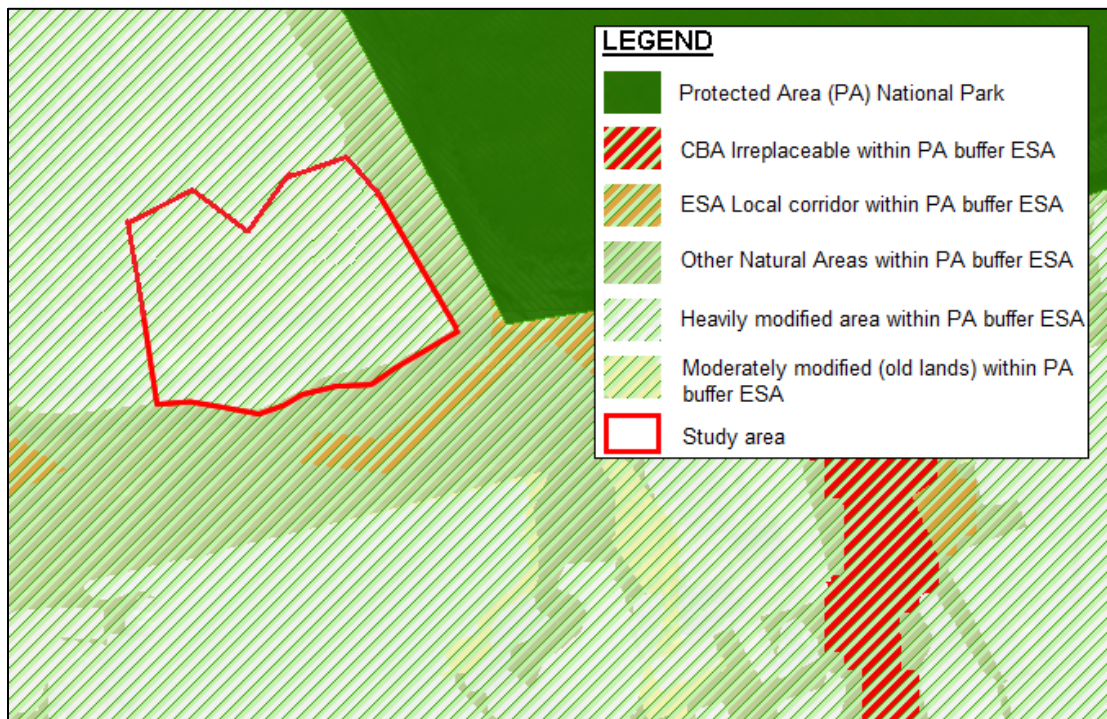 LEGEND
Protected Area (PA) National Park
CBA Irreplaceable within PA buffer ESA
ESA Local corridor within PA buffer ESA
Other Natural Areas within PA buffer ESA
Heavily modified area within PA buffer ESA
Moderately modified (old lands) within PA
buffer ESA
Study area